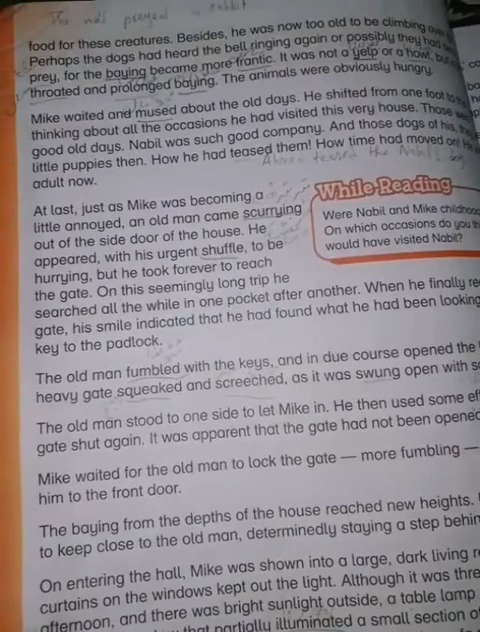 The was preyed a rabbit
food for these creatures. Besides, he was now too old to be climbing over
Perhaps the dogs had heard the bell ringing again or possibly they had
prey, for the baying became more frantic. It was not a yelp or a howl, but
throated and prolonged baying. The animals were obviously hungry.
Mike waited and mused about the old days. He shifted from one foot to the
thinking about all the occasions he had visited this very house. Those
good old days. Nabil was such good company. And those dogs of his,
little puppies then. How he had teased them! How time had moved on! He
teased the Nabil's dog
adult now.
At last, just as Mike was becoming a
little annoyed, an old man came scurrying
out of the side door of the house. He
appeared, with his urgent shuffle, to be
hurrying, but he took forever to reach
the gate. On this seemingly long trip he
searched all the while in one pocket after another. When he finally
gate, his smile indicated that he had found what he had been looking
key to the padlock.
While-Reading
Were Nabil and Mike childhood
On which occasions do you
would have visited Nabil?
The old man fumbled with the keys, and in due course opened the
heavy gate squeaked and screeched, as it was swung open with
The old man stood to one side to let Mike in. He then used some
gate shut again. It was apparent that the gate had not been opened
Mike waited for the old man to lock the gate — more fumbling —
him to the front door.
The baying from the depths of the house reached new heights.
to keep close to the old man, determinedly staying a step behind
On entering the hall, Mike was shown into a large, dark living
curtains on the windows kept out the light. Although it was three
afternoon, and there was bright sunlight outside, a table lamp
that partially illuminated a small section of